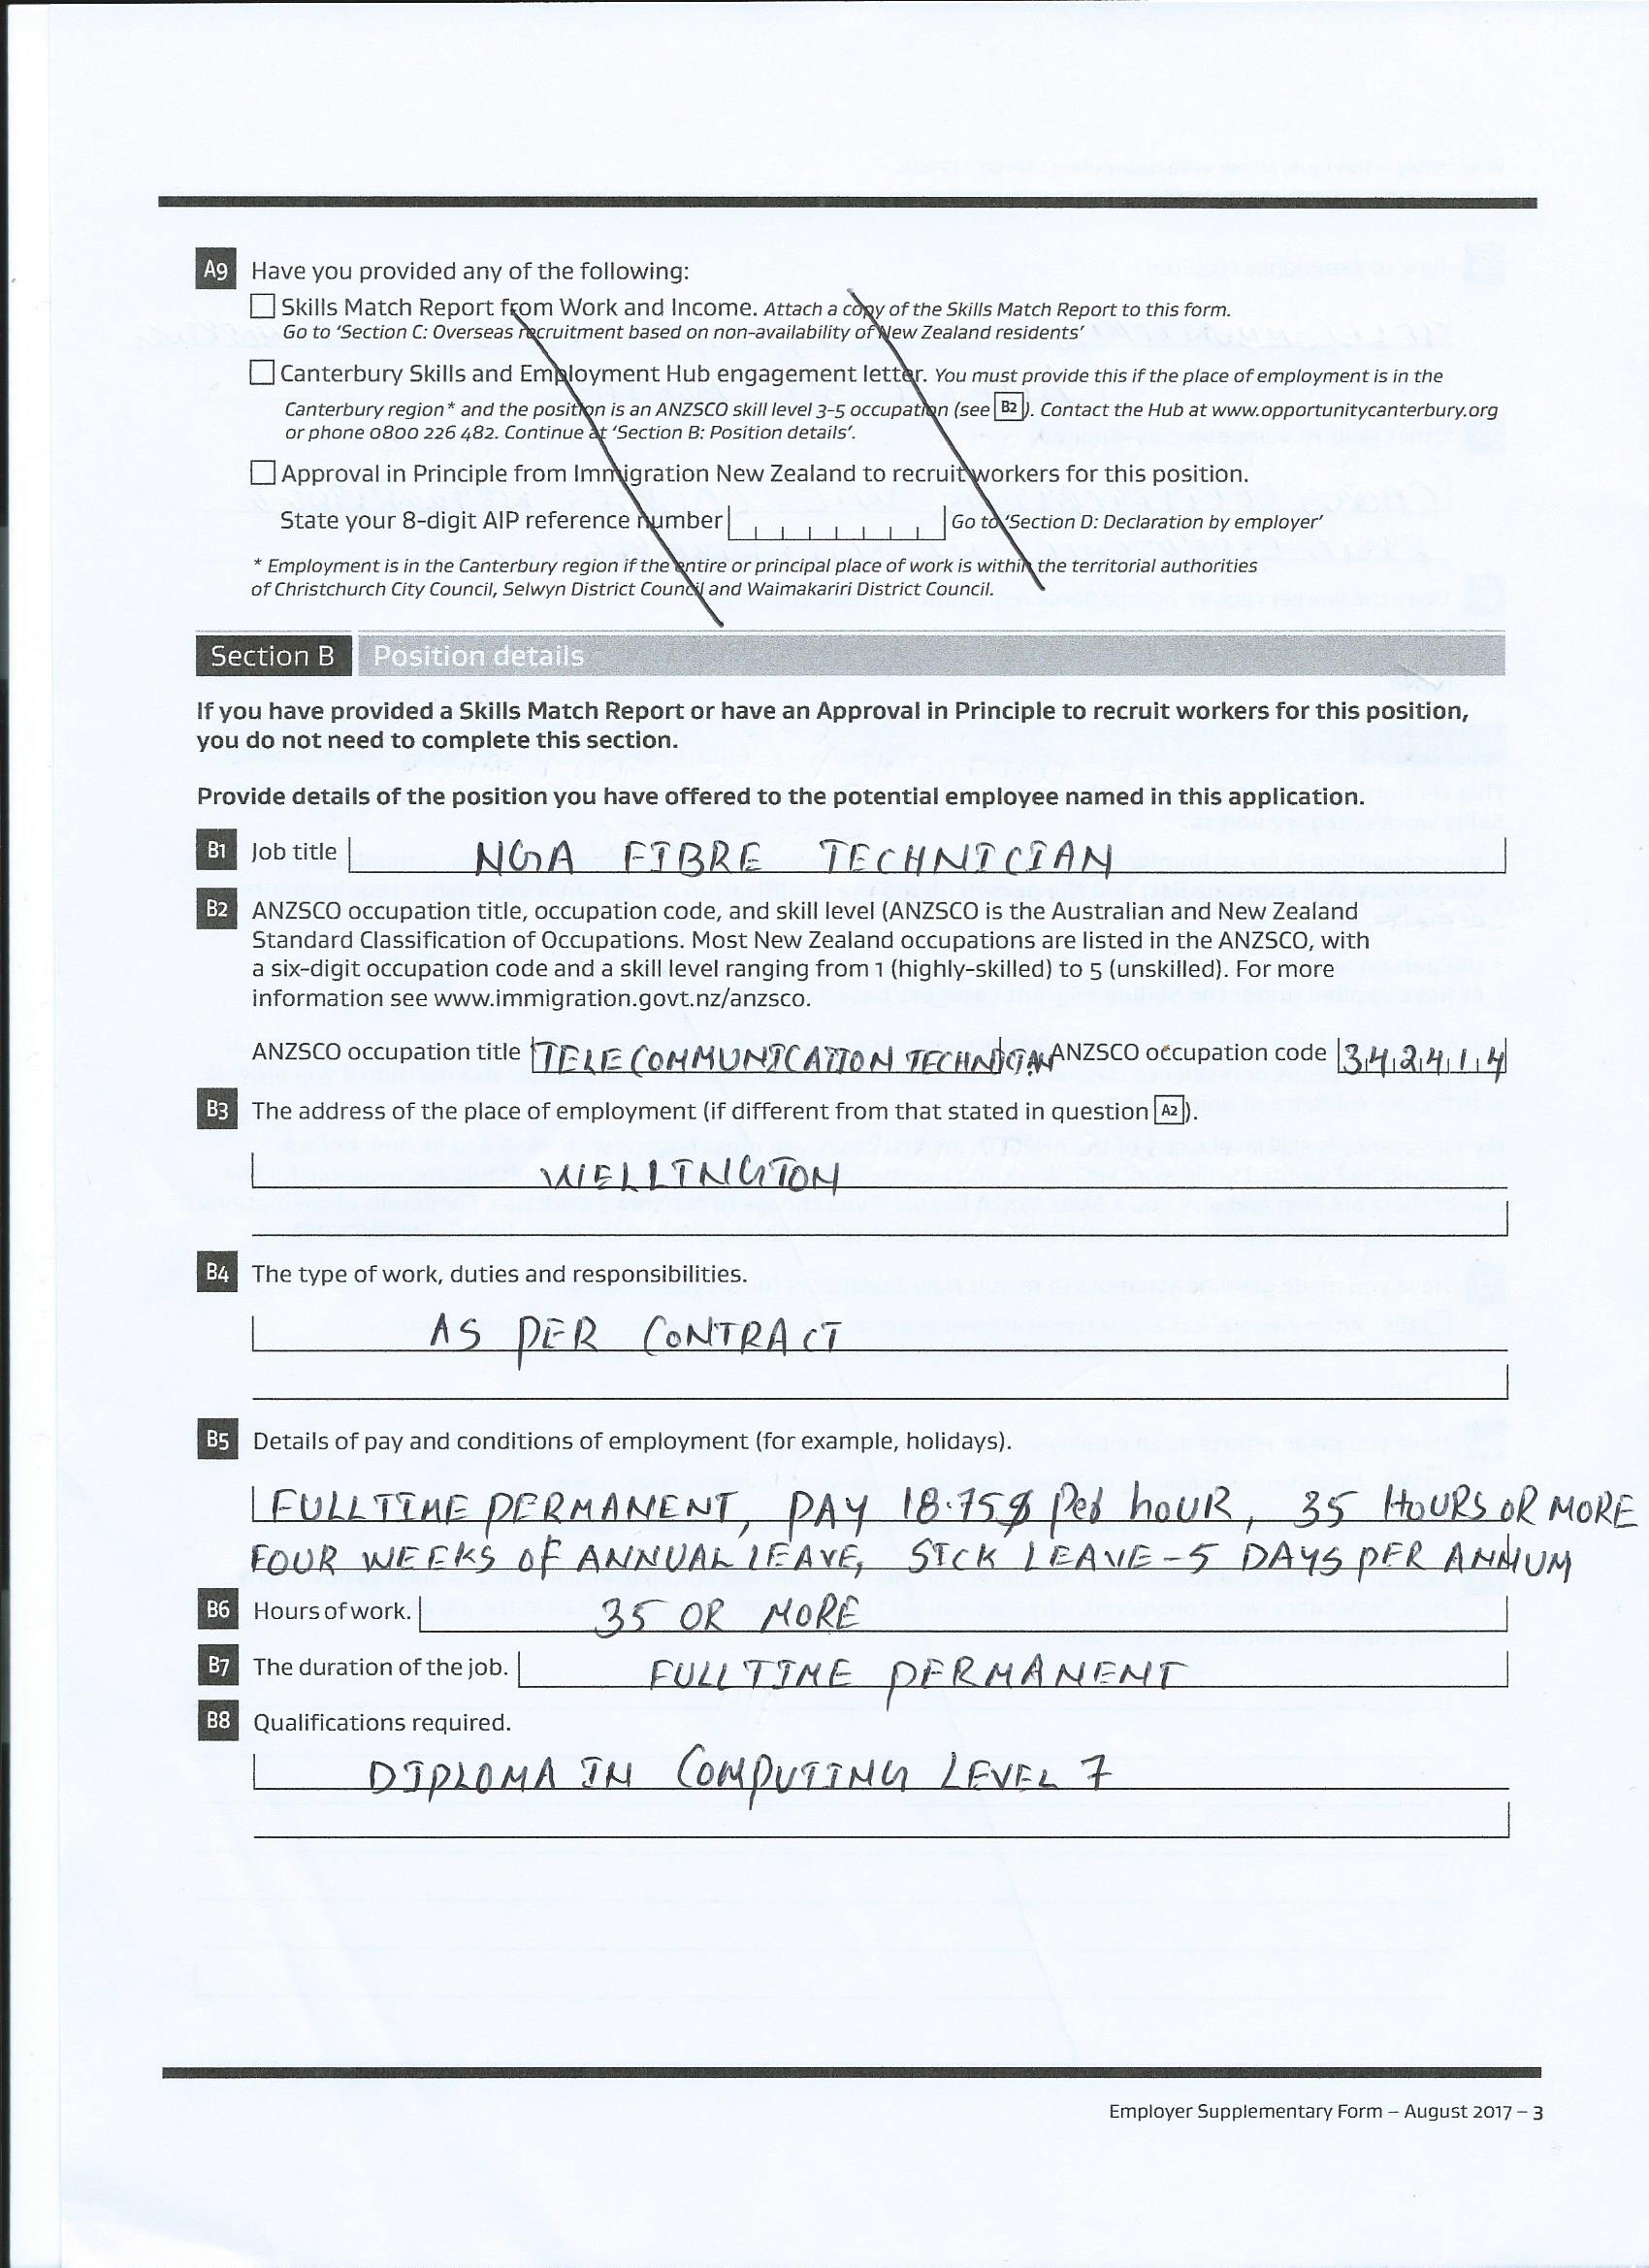 A9 Have you provided any of the following:
Skills Match Report from Work and Income. Attach a copy of the Skills Match Report to this form.
Go to ‘Section C: Overseas recruitment based on non-availability of New Zealand residents’
Canterbury Skills and Employment Hub engagement letter. You must provide this if the place of employment is in the
Canterbury region* and the position is an ANZSCO skill level 3-5 occupation (see B2). Contact the Hub at www.opportunitycanterbury.org
or phone 0800 226 482. Continue at ‘Section B: Position details’.
Approval in Principle from Immigration New Zealand to recruit workers for this position.
State your 8-digit AIP reference number Go to ‘Section D: Declaration by employer’
* Employment is in the Canterbury region if the entire or principal place of work is within the territorial authorities
of Christchurch City Council, Selwyn District Council and Waimakariri District Council.
Section B Position details
If you have provided a Skills Match Report or have an Approval in Principle to recruit workers for this position,
you do not need to complete this section.
Provide details of the position you have offered to the potential employee named in this application.
B1 Job title NGA FIBRE TECHNICIAN
B2 ANZSCO occupation title, occupation code, and skill level (ANZSCO is the Australian and New Zealand
Standard Classification of Occupations. Most New Zealand occupations are listed in the ANZSCO, with
a six-digit occupation code and a skill level ranging from 1 (highly-skilled) to 5 (unskilled). For more
information see www.immigration.govt.nz/anzsco.
ANZSCO occupation title TELECOMMUNICATION TECHNICIAN ANZSCO occupation code 342414
B3 The address of the place of employment (if different from that stated in question A2).
WELLINGTON
B4 The type of work, duties and responsibilities.
AS PER CONTRACT
B5 Details of pay and conditions of employment (for example, holidays).
FULLTIME PERMANENT, PAY 18.75$ Per hour, 35 HOURS OR MORE
FOUR WEEKS OF ANNUAL LEAVE, SICK LEAVE-5 DAYS PER ANNUM
B6 Hours of work. 35 OR MORE
B7 The duration of the job. FULLTIME PERMANENT
B8 Qualifications required.
DIPLOMA IN COMPUTING LEVEL 7
Employer Supplementary Form – August 2017 – 3